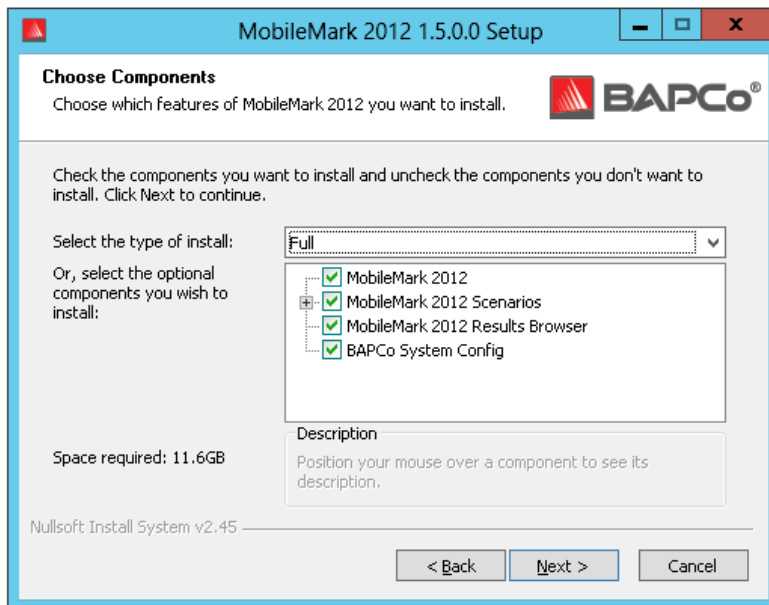 MobileMark 2012 1.5.0.0 Setup
Choose Components
Choose which features of MobileMark 2012 you want to install.
BAPCo®
Check the components you want to install and uncheck the components you don't want to
install. Click Next to continue.
Select the type of install:
Full
Or, select the optional
components you wish to
install:
MobileMark 2012
MobileMark 2012 Scenarios
MobileMark 2012 Results Browser
BAPCo System Config
Space required: 11.6GB
Description
Position your mouse over a component to see its
description.
Nullsoft Install System v2.45
< Back
Next >
Cancel